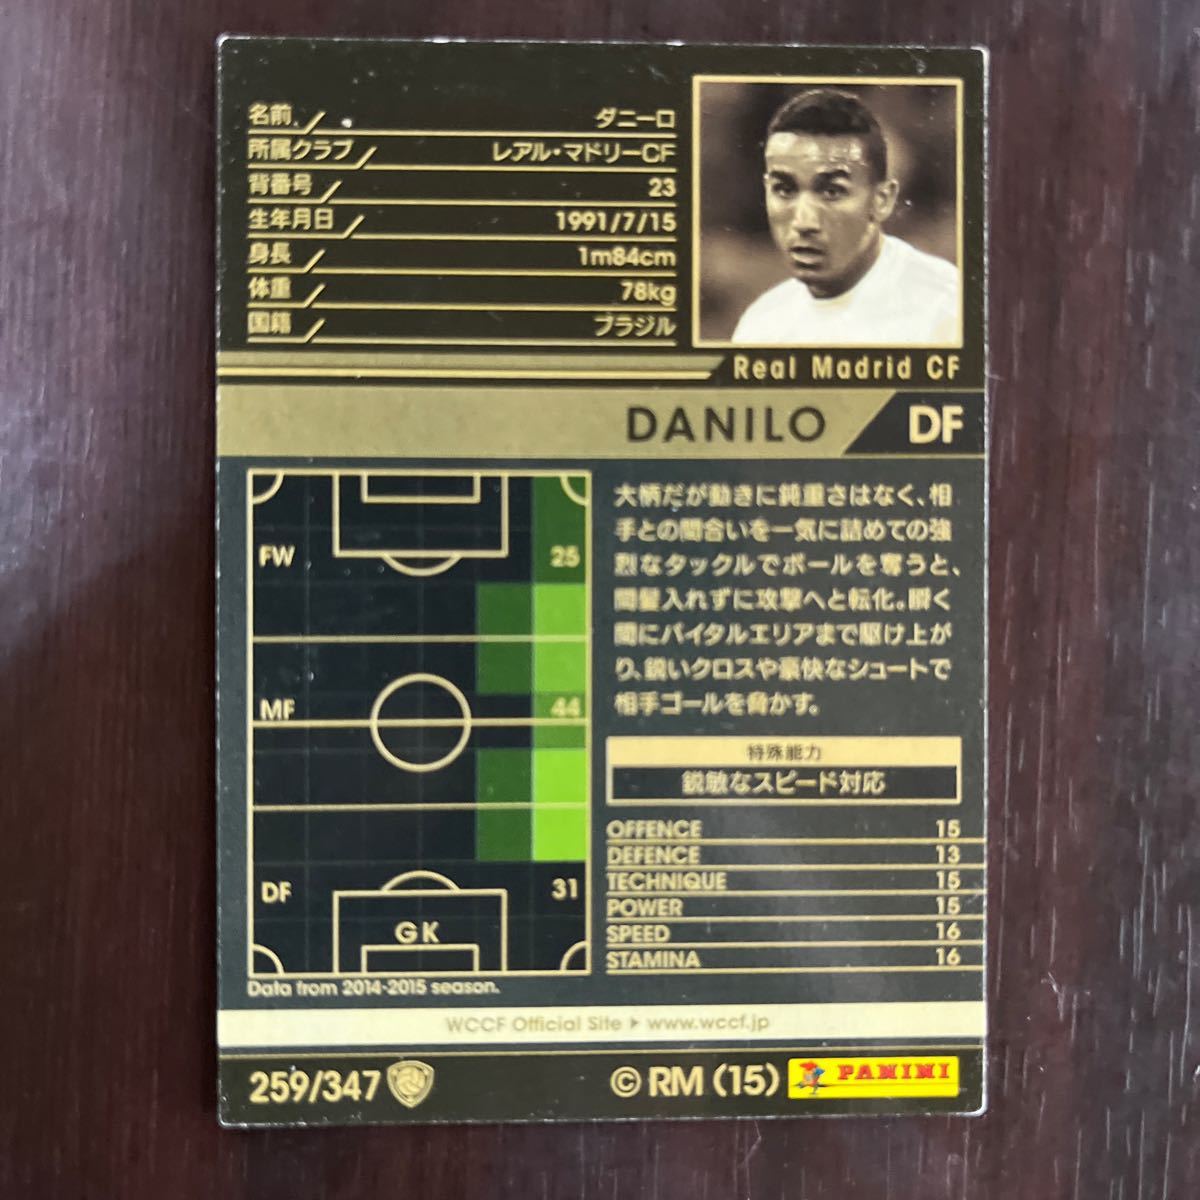 名前 ダニーロ
所属クラブ レアル・マドリーCF
背番号 23
生年月日 1991/7/15
身長 1m84cm
体重 78kg
国籍 ブラジル
Real Madrid CF
DANILO DF
FW 25
MF 44
DF 31
GK
Data from 2014-2015 season.
大柄だが動きに鈍重さはなく、相
手との間合いを一気に詰めての強
烈なタックルでボールを奪うと、
間髪入れずに攻撃へと転化。瞬く
間にバイタルエリアまで駆け上が
り、鋭いクロスや豪快なシュートで
相手ゴールを脅かす。
特殊能力
鋭敏なスピード対応
OFFENCE 15
DEFENCE 13
TECHNIQUE 15
POWER 15
SPEED 16
STAMINA 16
WCCF Official Site ▶ www.wccf.jp
259/347
© RM (15) PANINI